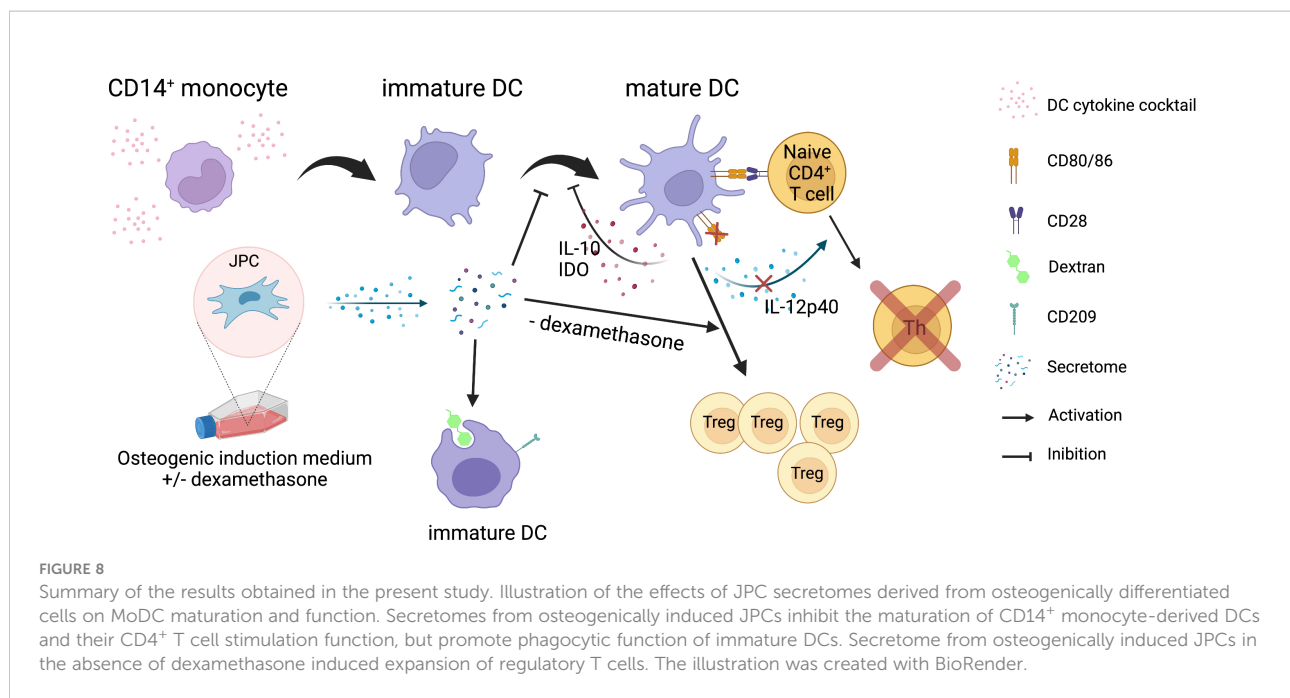 CD14⁺ monocyte
immature DC
mature DC
Naive
CD4⁺
T cell
IL-10
IDO
IL-12p40
JPC
- dexamethasone
Th
Osteogenic induction medium
+/- dexamethasone
immature DC
Treg Treg Treg
Treg
DC cytokine cocktail
CD80/86
CD28
Dextran
CD209
Secretome
Activation
Inibition
FIGURE 8
Summary of the results obtained in the present study. Illustration of the effects of JPC secretomes derived from osteogenically differentiated
cells on MoDC maturation and function. Secretomes from osteogenically induced JPCs inhibit the maturation of CD14⁺ monocyte-derived DCs
and their CD4⁺ T cell stimulation function, but promote phagocytic function of immature DCs. Secretome from osteogenically induced JPCs in
the absence of dexamethasone induced expansion of regulatory T cells. The illustration was created with BioRender.